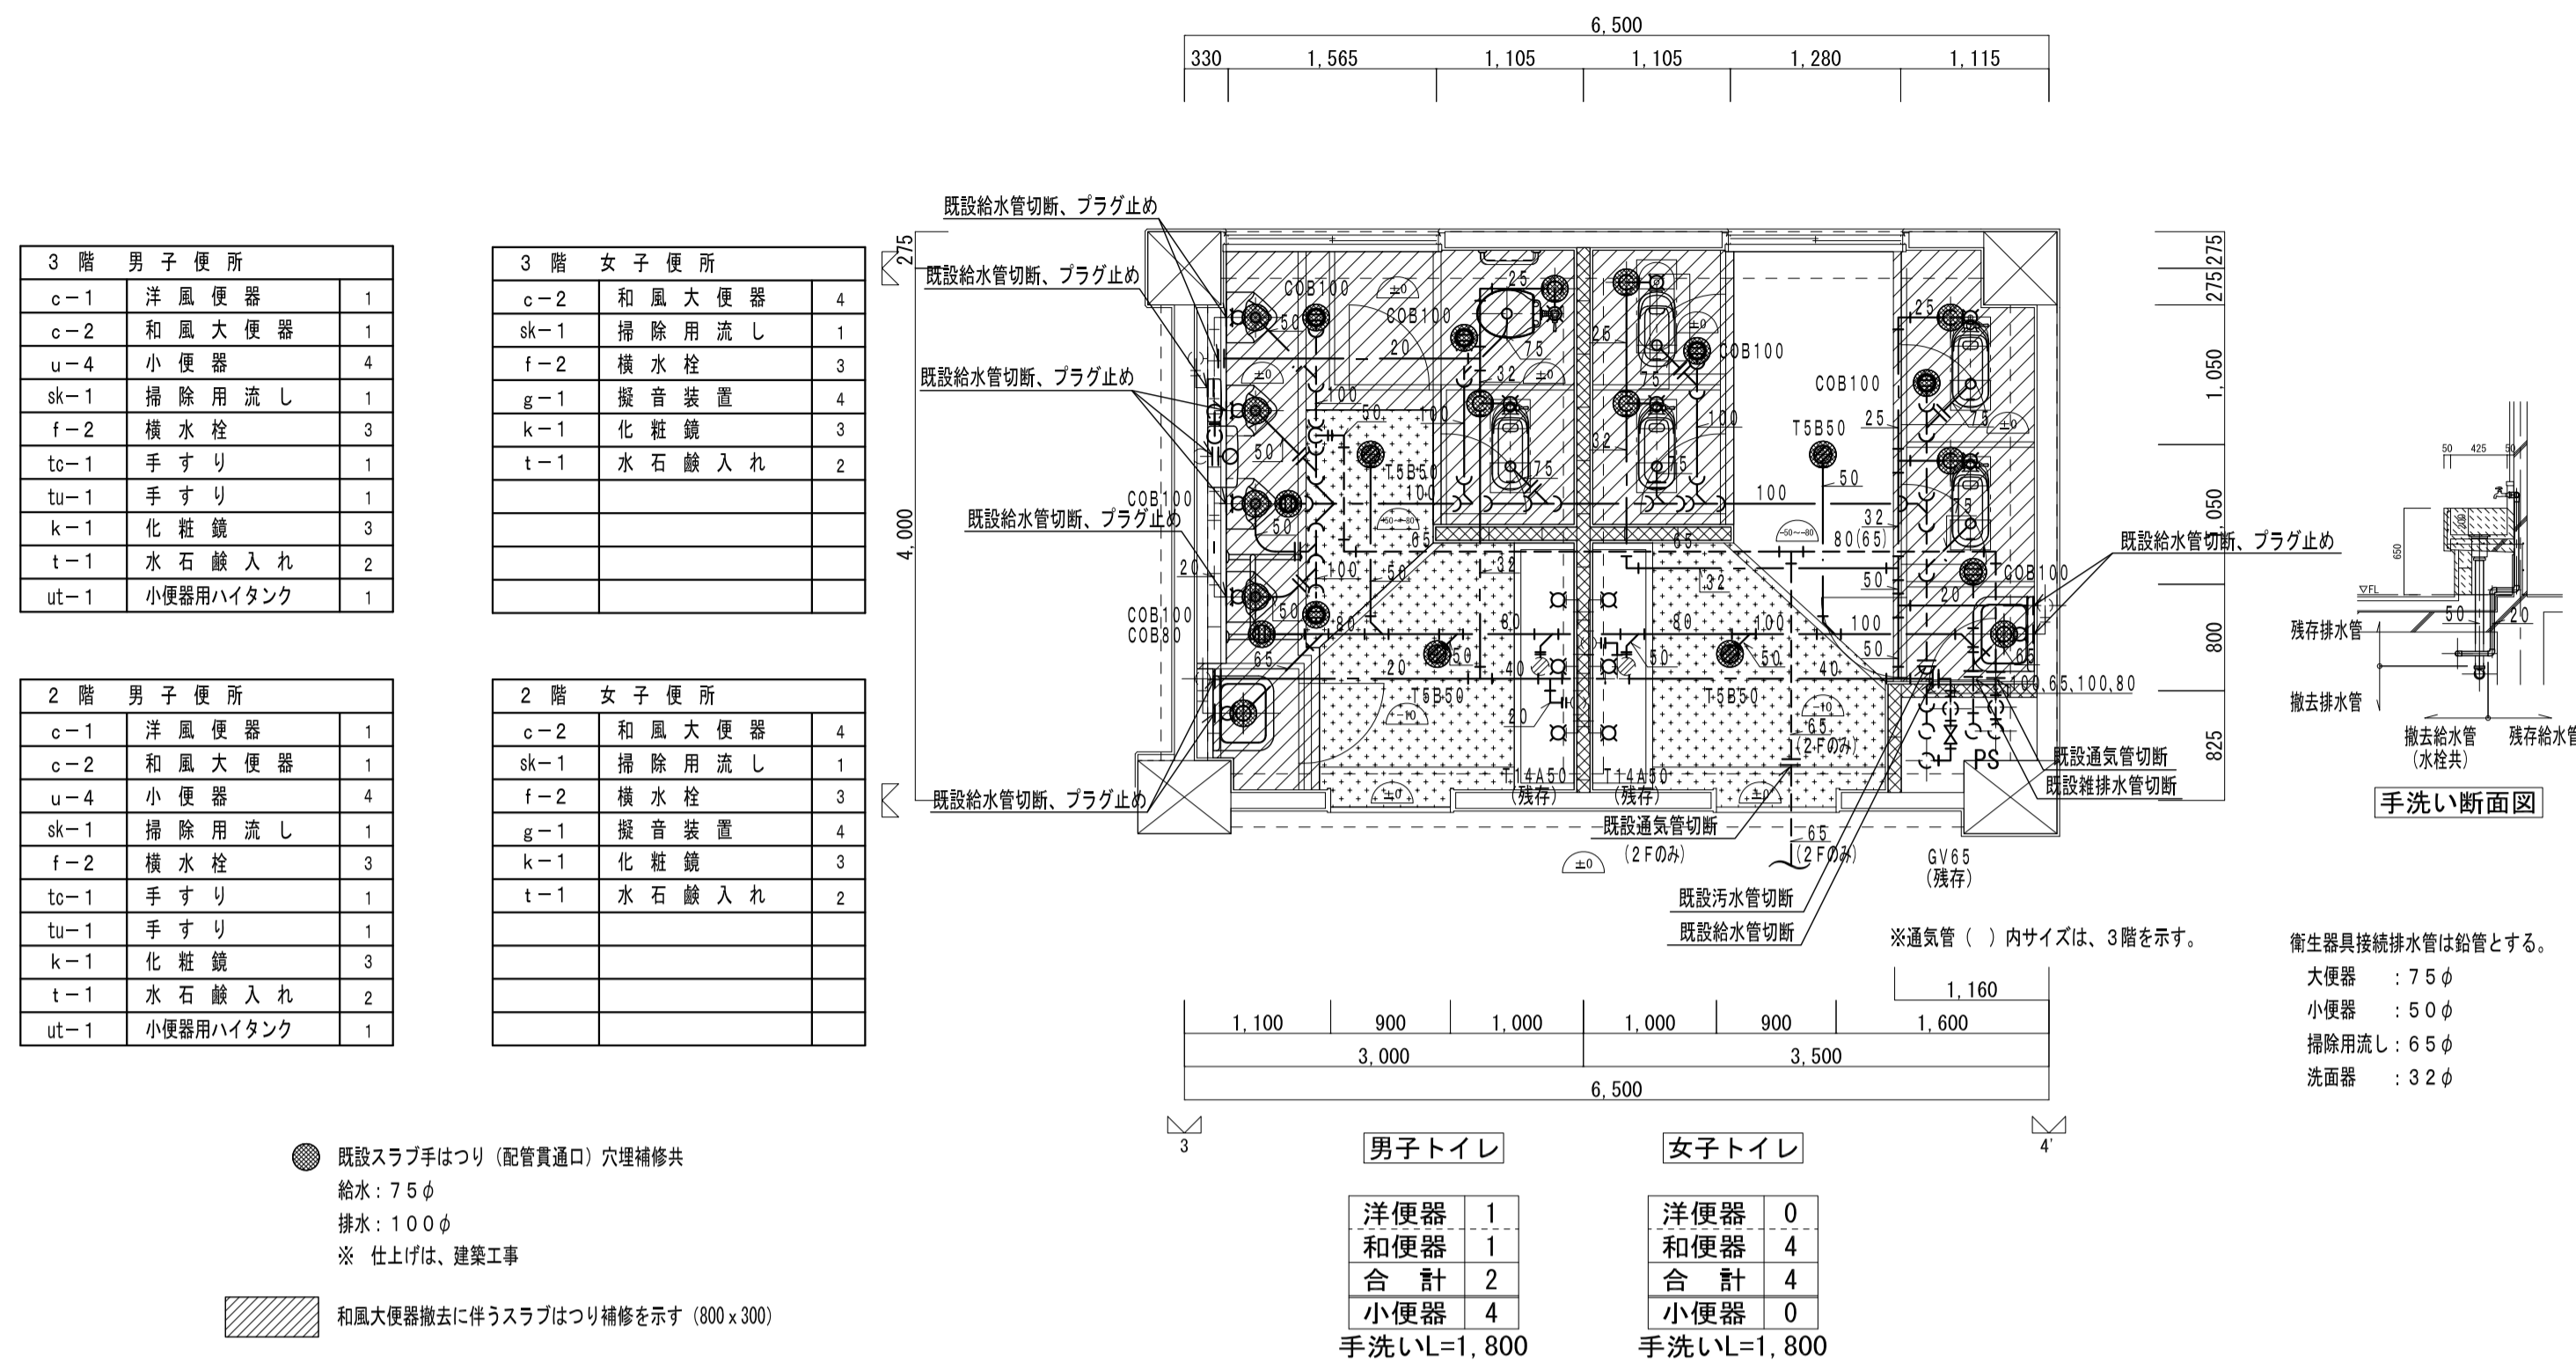 6,500
330 1,565 1,105 1,105 1,280 1,115
3階 男子便所
c-1 洋風便器 1
c-2 和風大便器 1
u-4 小便器 4
sk-1 掃除用流し 1
f-2 横水栓 3
tc-1 手すり 1
tu-1 手すり 1
k-1 化粧鏡 3
t-1 水石鹸入れ 2
ut-1 小便器用ハイタンク 1
3階 女子便所
c-2 和風大便器 4
sk-1 掃除用流し 1
f-2 横水栓 3
g-1 擬音装置 4
k-1 化粧鏡 3
t-1 水石鹸入れ 2
2階 男子便所
c-1 洋風便器 1
c-2 和風大便器 1
u-4 小便器 4
sk-1 掃除用流し 1
f-2 横水栓 3
tc-1 手すり 1
tu-1 手すり 1
k-1 化粧鏡 3
t-1 水石鹸入れ 2
ut-1 小便器用ハイタンク 1
2階 女子便所
c-2 和風大便器 4
sk-1 掃除用流し 1
f-2 横水栓 3
g-1 擬音装置 4
k-1 化粧鏡 3
t-1 水石鹸入れ 2
既設給水管切断、プラグ止め
既設給水管切断、プラグ止め
既設給水管切断、プラグ止め
既設給水管切断、プラグ止め
既設給水管切断、プラグ止め
275
4,000
COB100
COB100
COB100
COB100
T5B50
T5B50
COB100
COB100
COB100
COB80
80(65)
T5B50
T5B50
T14A50
(残存)
T14A50
(残存)
65
(2Fのみ)
65
(2Fのみ)
100,65,100,80
PS
275
275
1,050
1,050
800
825
既設給水管切断、プラグ止め
既設通気管切断
既設雑排水管切断
既設通気管切断
(2Fのみ)
±0
GV65
(残存)
既設汚水管切断
既設給水管切断
※通気管( )内サイズは、3階を示す。
50 425 50
650
▽FL
50 20
残存排水管
撤去排水管
撤去給水管
(水栓共)
残存給水管
手洗い断面図
衛生器具接続排水管は鉛管とする。
大便器 :75φ
小便器 :50φ
掃除用流し:65φ
洗面器 :32φ
1,160
1,100 900 1,000 1,000 900 1,600
3,000 3,500
6,500
3 4'
男子トイレ
洋便器 1
和便器 1
合計 2
小便器 4
手洗いL=1,800
女子トイレ
洋便器 0
和便器 4
合計 4
小便器 0
手洗いL=1,800
既設スラブ手はつり(配管貫通口)穴埋補修共
給水:75φ
排水:100φ
※ 仕上げは、建築工事
和風大便器撤去に伴うスラブはつり補修を示す(800x300)